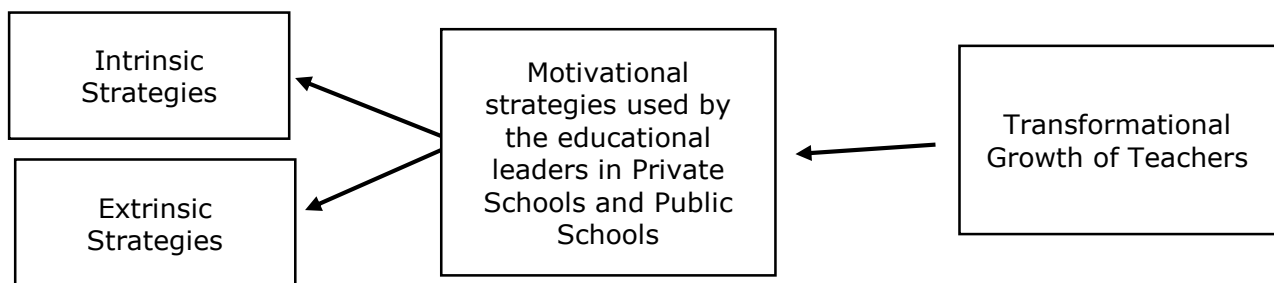 Intrinsic
Strategies
Extrinsic
Strategies
Motivational
strategies used by
the educational
leaders in Private
Schools and Public
Schools
Transformational
Growth of Teachers